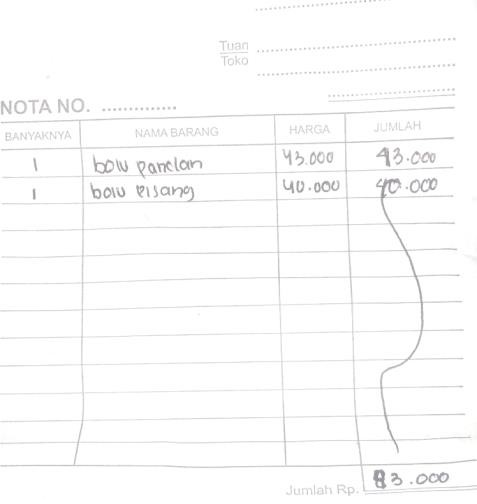 Tuan
Toko
NOTA NO.
BANYAKNYA NAMA BARANG HARGA JUMLAH
1 bolu pandan 43.000 43.000
1 bolu pisang 40.000 40.000
Jumlah Rp. 83.000